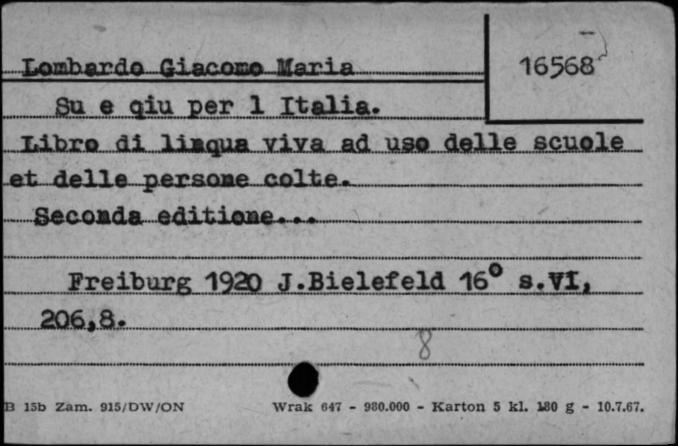 Lombardo Giacomo Maria
16568
Su e qiu per l Italia.
Libro di linqua viva ad uso delle scuole
et delle persone colte.
Seconda editione...
Freiburg 1920 J.Bielefeld 16° s.VI,
206,8.
8
B 15b Zam. 915/DW/ON Wrak 647 - 980.000 - Karton 5 kl. 180 g - 10.7.67.